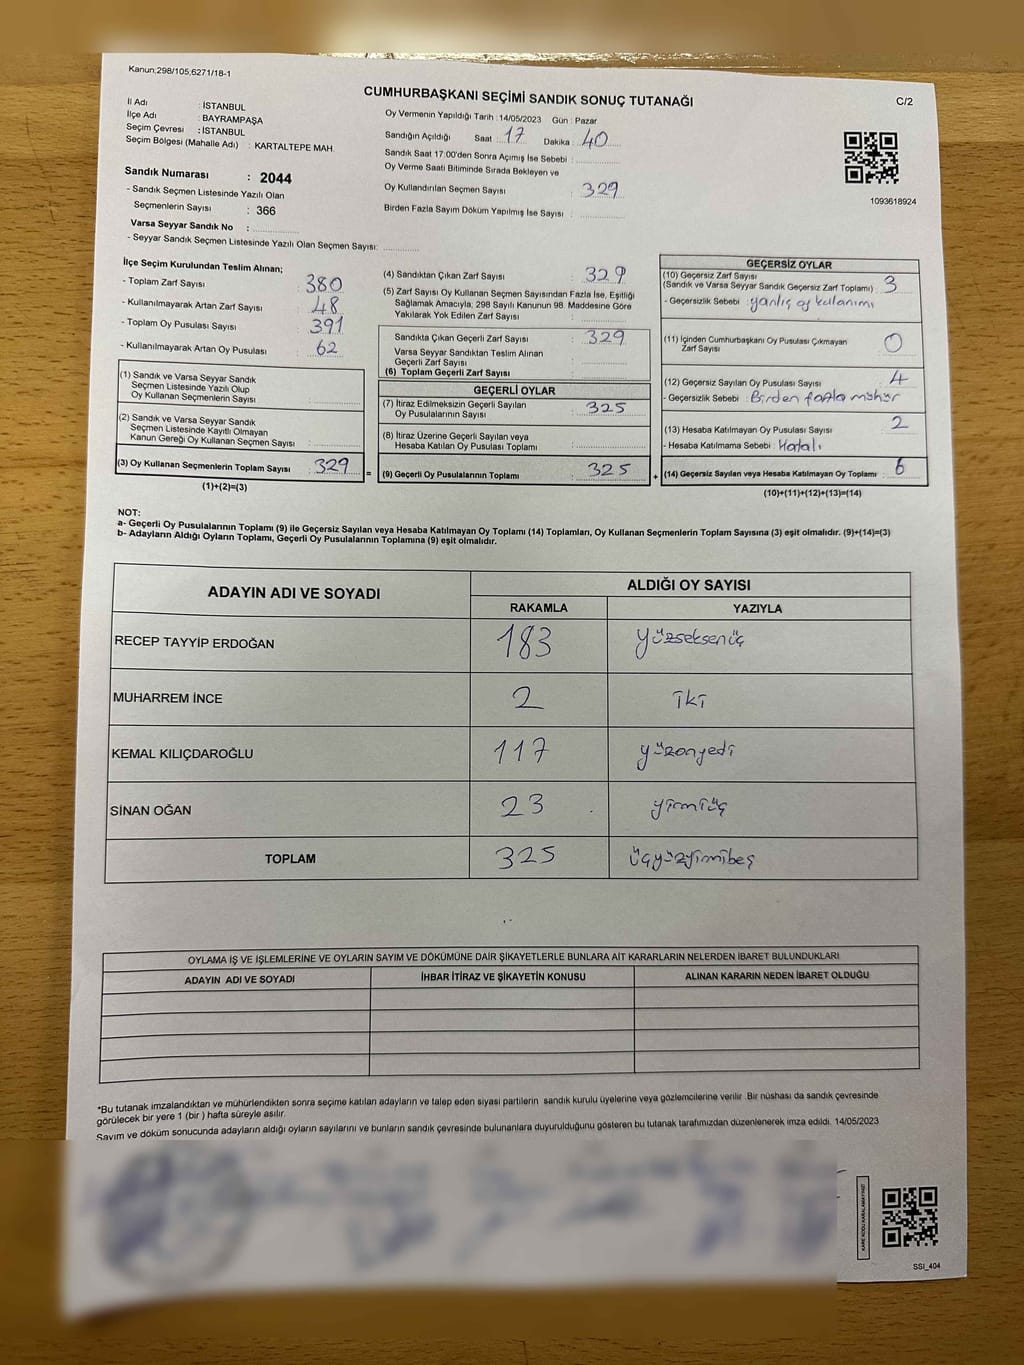 Kanun,298/105,6271/18-1
CUMHURBAŞKANI SEÇİMİ SANDIK SONUÇ TUTANAĞI
C/2
İl Adı : İSTANBUL
İlçe Adı : BAYRAMPAŞA
Seçim Çevresi : İSTANBUL
Seçim Bölgesi (Mahalle Adı) : KARTALTEPE MAH.
Sandık Numarası : 2044
- Sandık Seçmen Listesinde Yazılı Olan
Seçmenlerin Sayısı : 366
Varsa Seyyar Sandık No :
- Seyyar Sandık Seçmen Listesinde Yazılı Olan Seçmen Sayısı:
Oy Vermenin Yapıldığı Tarih : 14/05/2023 Gün : Pazar
Sandığın Açıldığı Saat : 17 Dakika : 40
Sandık Saat 17:00'den Sonra Açımış İse Sebebi :
Oy Verme Saati Bitiminde Sırada Bekleyen ve
Oy Kullandırılan Seçmen Sayısı : 329
Birden Fazla Sayım Döküm Yapılmış İse Sayısı :
1093618924
İlçe Seçim Kurulundan Teslim Alınan;
- Toplam Zarf Sayısı : 380
- Kullanılmayarak Artan Zarf Sayısı : 48
- Toplam Oy Pusulası Sayısı : 391
- Kullanılmayarak Artan Oy Pusulası : 62
(1) Sandık ve Varsa Seyyar Sandık
Seçmen Listesinde Yazılı Olup
Oy Kullanan Seçmenlerin Sayısı :
(2) Sandık ve Varsa Seyyar Sandık
Seçmen Listesinde Kayıtlı Olmayan
Kanun Gereği Oy Kullanan Seçmen Sayısı :
(3) Oy Kullanan Seçmenlerin Toplam Sayısı : 329
(1)+(2)=(3)
(4) Sandıktan Çıkan Zarf Sayısı : 329
(5) Zarf Sayısı Oy Kullanan Seçmen Sayısından Fazla İse, Eşitliği
Sağlamak Amacıyla, 298 Sayılı Kanunun 98. Maddesine Göre
Yakılarak Yok Edilen Zarf Sayısı :
Sandıkta Çıkan Geçerli Zarf Sayısı : 329
Varsa Seyyar Sandıktan Teslim Alınan
Geçerli Zarf Sayısı :
(6) Toplam Geçerli Zarf Sayısı :
GEÇERLİ OYLAR
(7) İtiraz Edilmeksizin Geçerli Sayılan
Oy Pusulalarının Sayısı : 325
(8) İtiraz Üzerine Geçerli Sayılan veya
Hesaba Katılan Oy Pusulası Toplamı :
= (9) Geçerli Oy Pusulalarının Toplamı : 325 +
GEÇERSİZ OYLAR
(10) Geçersiz Zarf Sayısı
(Sandık ve Varsa Seyyar Sandık Geçersiz Zarf Toplamı) : 3
- Geçersizlik Sebebi : yanlış oy kullanımı
(11) İçinden Cumhurbaşkanı Oy Pusulası Çıkmayan
Zarf Sayısı : 0
(12) Geçersiz Sayılan Oy Pusulası Sayısı : 4
- Geçersizlik Sebebi : Birden fazla mühür
(13) Hesaba Katılmayan Oy Pusulası Sayısı : 2
- Hesaba Katılmama Sebebi : Hatalı
(14) Geçersiz Sayılan veya Hesaba Katılmayan Oy Toplamı : 6
(10)+(11)+(12)+(13)=(14)
NOT:
a- Geçerli Oy Pusulalarının Toplamı (9) ile Geçersiz Sayılan veya Hesaba Katılmayan Oy Toplamı (14) Toplamları, Oy Kullanan Seçmenlerin Toplam Sayısına (3) eşit olmalıdır. (9)+(14)=(3)
b- Adayların Aldığı Oyların Toplamı, Geçerli Oy Pusulalarının Toplamına (9) eşit olmalıdır.
ADAYIN ADI VE SOYADI ALDIĞI OY SAYISI
RAKAMLA YAZIYLA
RECEP TAYYİP ERDOĞAN 183 yüzseksenüç
MUHARREM İNCE 2 iki
KEMAL KILIÇDAROĞLU 117 yüzonyedi
SİNAN OĞAN 23 yirmiüç
TOPLAM 325 üçyüzyirmibeş
OYLAMA İŞ VE İŞLEMLERİNE VE OYLARIN SAYIM VE DÖKÜMÜNE DAİR ŞİKAYETLERLE BUNLARA AİT KARARLARIN NELERDEN İBARET BULUNDUKLARI
ADAYIN ADI VE SOYADI İHBAR İTİRAZ VE ŞİKAYETİN KONUSU ALINAN KARARIN NEDEN İBARET OLDUĞU
*Bu tutanak imzalandıktan ve mühürlendikten sonra seçime katılan adayların ve talep eden siyasi partilerin sandık kurulu üyelerine veya gözlemcilerine verilir. Bir nüshası da sandık çevresinde
görülecek bir yere 1 (bir ) hafta süreyle asılır.
Sayım ve döküm sonucunda adayların aldığı oyların sayılarını ve bunların sandık çevresinde bulunanlara duyurulduğunu gösteren bu tutanak tarafımızdan düzenlenerek imza edildi. 14/05/2023
KARE KODU KARALAMAYINIZ!
SSI_404